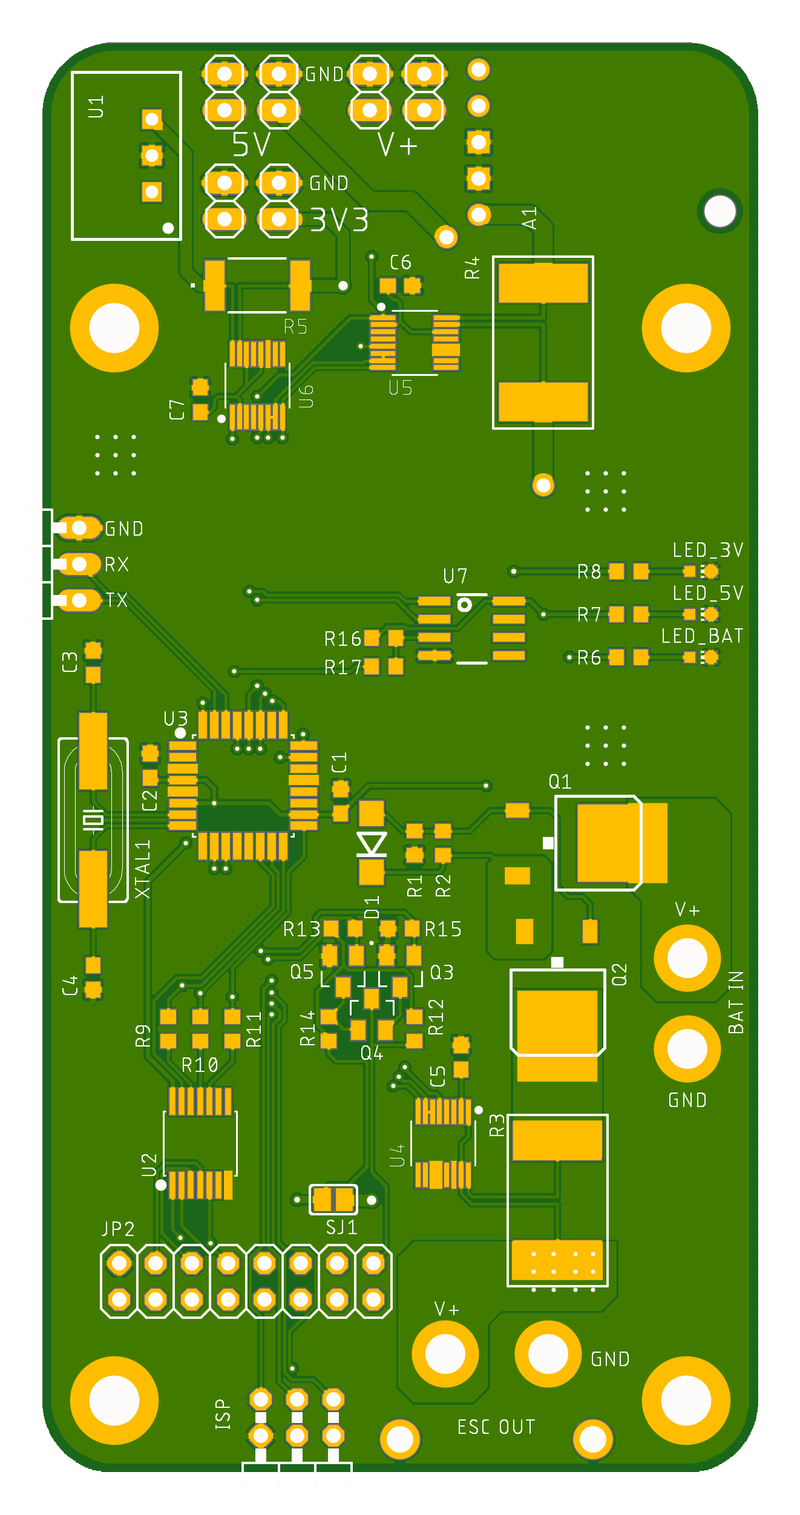 GND
U1
5V
V+
GND
3V3
A1
C6
R4
R5
U6
U5
C7
GND
RX
TX
LED_3V
U7
R8
LED_5V
R7
LED_BAT
R16
R6
R17
C3
U3
C1
Q1
C2
XTAL1
R1
R2
D1
V+
R13
R15
Q5
Q3
Q2
C4
BAT IN
R9
R11
R14
R12
R10
Q4
C5
GND
R3
U4
U2
SJ1
JP2
V+
GND
ISP
ESC OUT